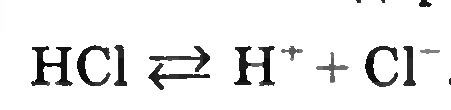 HCl ⇄ H⁺ + Cl⁻.